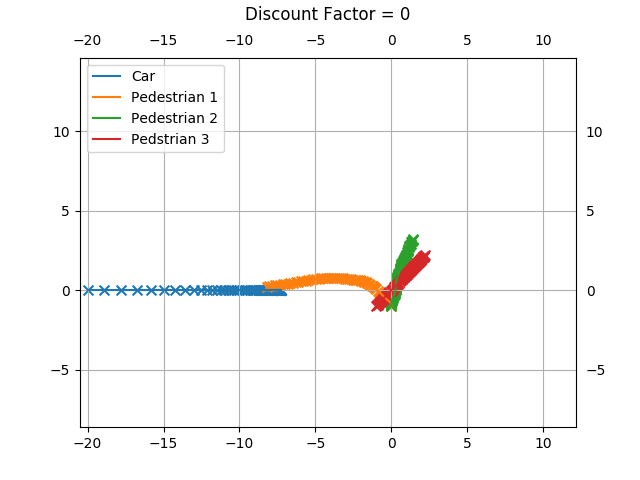 Discount Factor = 0
−20 −15 −10 −5 0 5 10
Car
Pedestrian 1
Pedestrian 2
Pedstrian 3
10 10
5 5
0 0
−5 −5
−20 −15 −10 −5 0 5 10